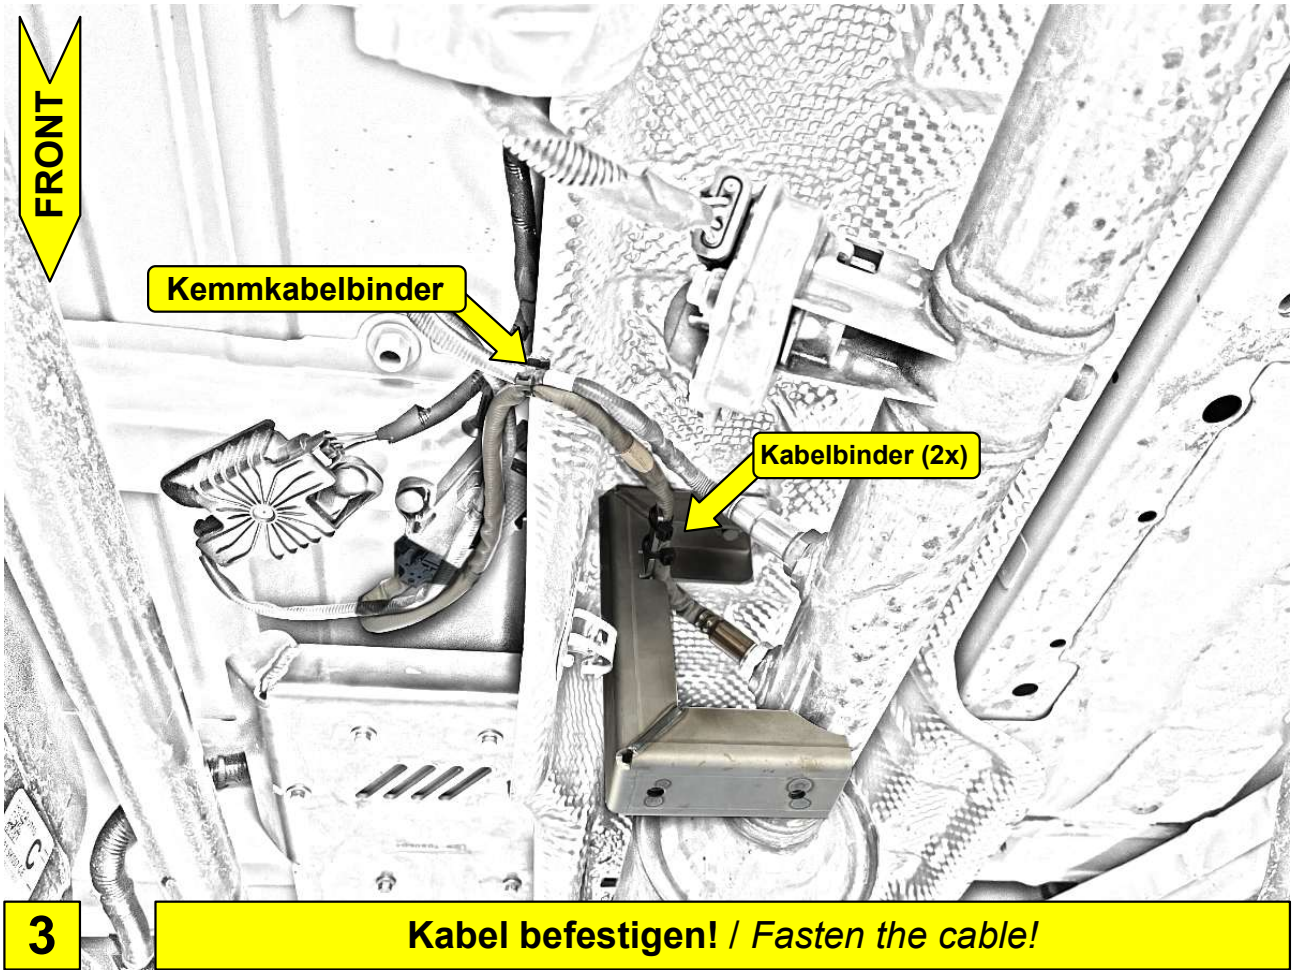 FRONT
Kemmkabelbinder
Kabelbinder (2x)
C
3
Kabel befestigen! / Fasten the cable!